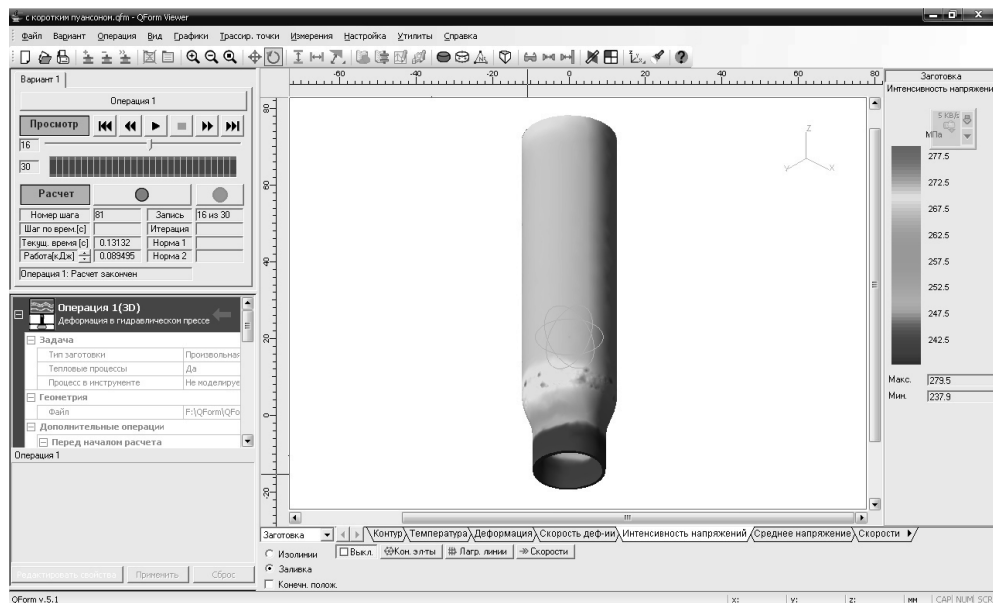 с коротким пуансоном.qfm - QForm Viewer
Файл Вариант Операция Вид Графики Трассир. точки Измерения Настройка Утилиты Справка
Вариант 1
Операция 1
Просмотр
16
30
Расчет
Номер шага 81 Запись 16 из 30
Шаг по врем.[с] Итерация
Текущ. время [с] 0.13132 Норма 1
Работа[кДж] 0.089495 Норма 2
Операция 1: Расчет закончен
Операция 1(3D)
Деформация в гидравлическом прессе
Задача
Тип заготовки Произвольная
Тепловые процессы Да
Процесс в инструменте Не моделируе
Геометрия
Файл F:\QForm\QFo
Дополнительные операции
Перед началом расчета
Операция 1
Применить Сброс
-60 -40 -20 0 20 40 60 80
80
60
40
20
0
-20
z
y x
Заготовка
Интенсивность напряжени
5 KB/s
МПа
277.5
272.5
267.5
262.5
257.5
252.5
247.5
242.5
Макс. 279.5
Мин. 237.9
Заготовка Контур Температура Деформация Скорость деф-ии Интенсивность напряжений Среднее напряжение Скорости
Изолинии Выкл. Кон. эл-ты Лагр. линии Скорости
Заливка
Конечн. полож.
QForm v.5.1 x: y: z: мм CAP NUM SCR